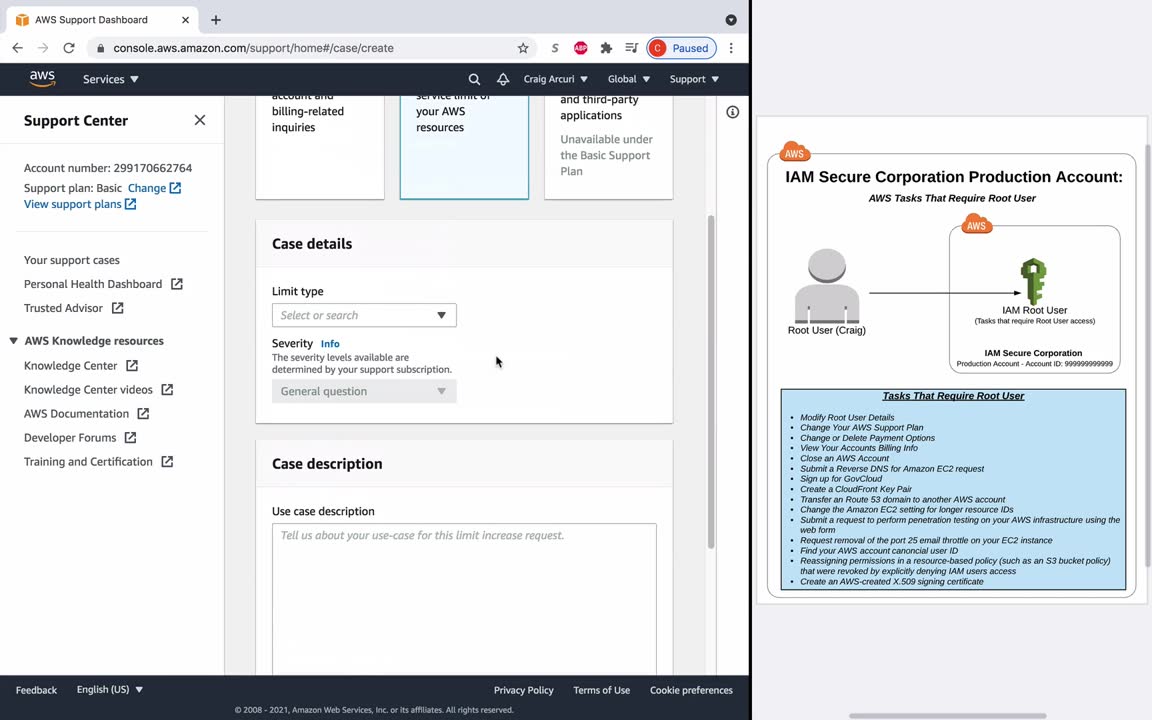 AWS Support Dashboard
console.aws.amazon.com/support/home#/case/create
S
ABP
C
Paused
aws
Services
Craig Arcuri
Global
Support
Support Center
Account number: 299170662764
Support plan: Basic Change
View support plans
Your support cases
Personal Health Dashboard
Trusted Advisor
AWS Knowledge resources
Knowledge Center
Knowledge Center videos
AWS Documentation
Developer Forums
Training and Certification
account and
billing-related
inquiries
service limit of
your AWS
resources
and third-party
applications
Unavailable under
the Basic Support
Plan
Case details
Limit type
Select or search
Severity Info
The severity levels available are
determined by your support subscription.
General question
Case description
Use case description
Tell us about your use-case for this limit increase request.
Feedback
English (US)
Privacy Policy
Terms of Use
Cookie preferences
© 2008 - 2021, Amazon Web Services, Inc. or its affiliates. All rights reserved.
AWS
IAM Secure Corporation Production Account:
AWS Tasks That Require Root User
AWS
Root User (Craig)
IAM Root User
(Tasks that require Root User access)
IAM Secure Corporation
Production Account - Account ID: 999999999999
Tasks That Require Root User
• Modify Root User Details
• Change Your AWS Support Plan
• Change or Delete Payment Options
• View Your Accounts Billing Info
• Close an AWS Account
• Submit a Reverse DNS for Amazon EC2 request
• Sign up for GovCloud
• Create a CloudFront Key Pair
• Transfer an Route 53 domain to another AWS account
• Change the Amazon EC2 setting for longer resource IDs
• Submit a request to perform penetration testing on your AWS infrastructure using the
web form
• Request removal of the port 25 email throttle on your EC2 instance
• Find your AWS account canoncial user ID
• Reassigning permissions in a resource-based policy (such as an S3 bucket policy)
that were revoked by explicitly denying IAM users access
• Create an AWS-created X.509 signing certificate